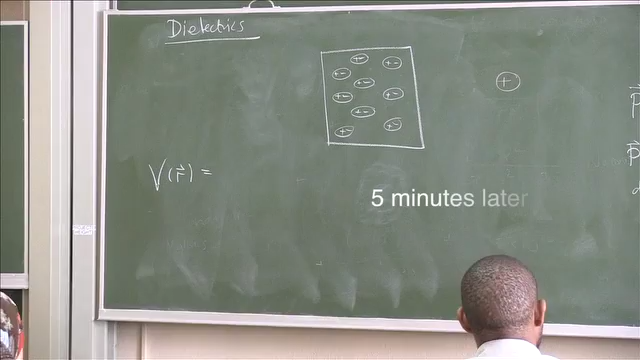 Dielectrics
+-
+- +-
+-
+- +-
+-
+- +-
+
V(r⃗) =
p⃗
p⃗
5 minutes later